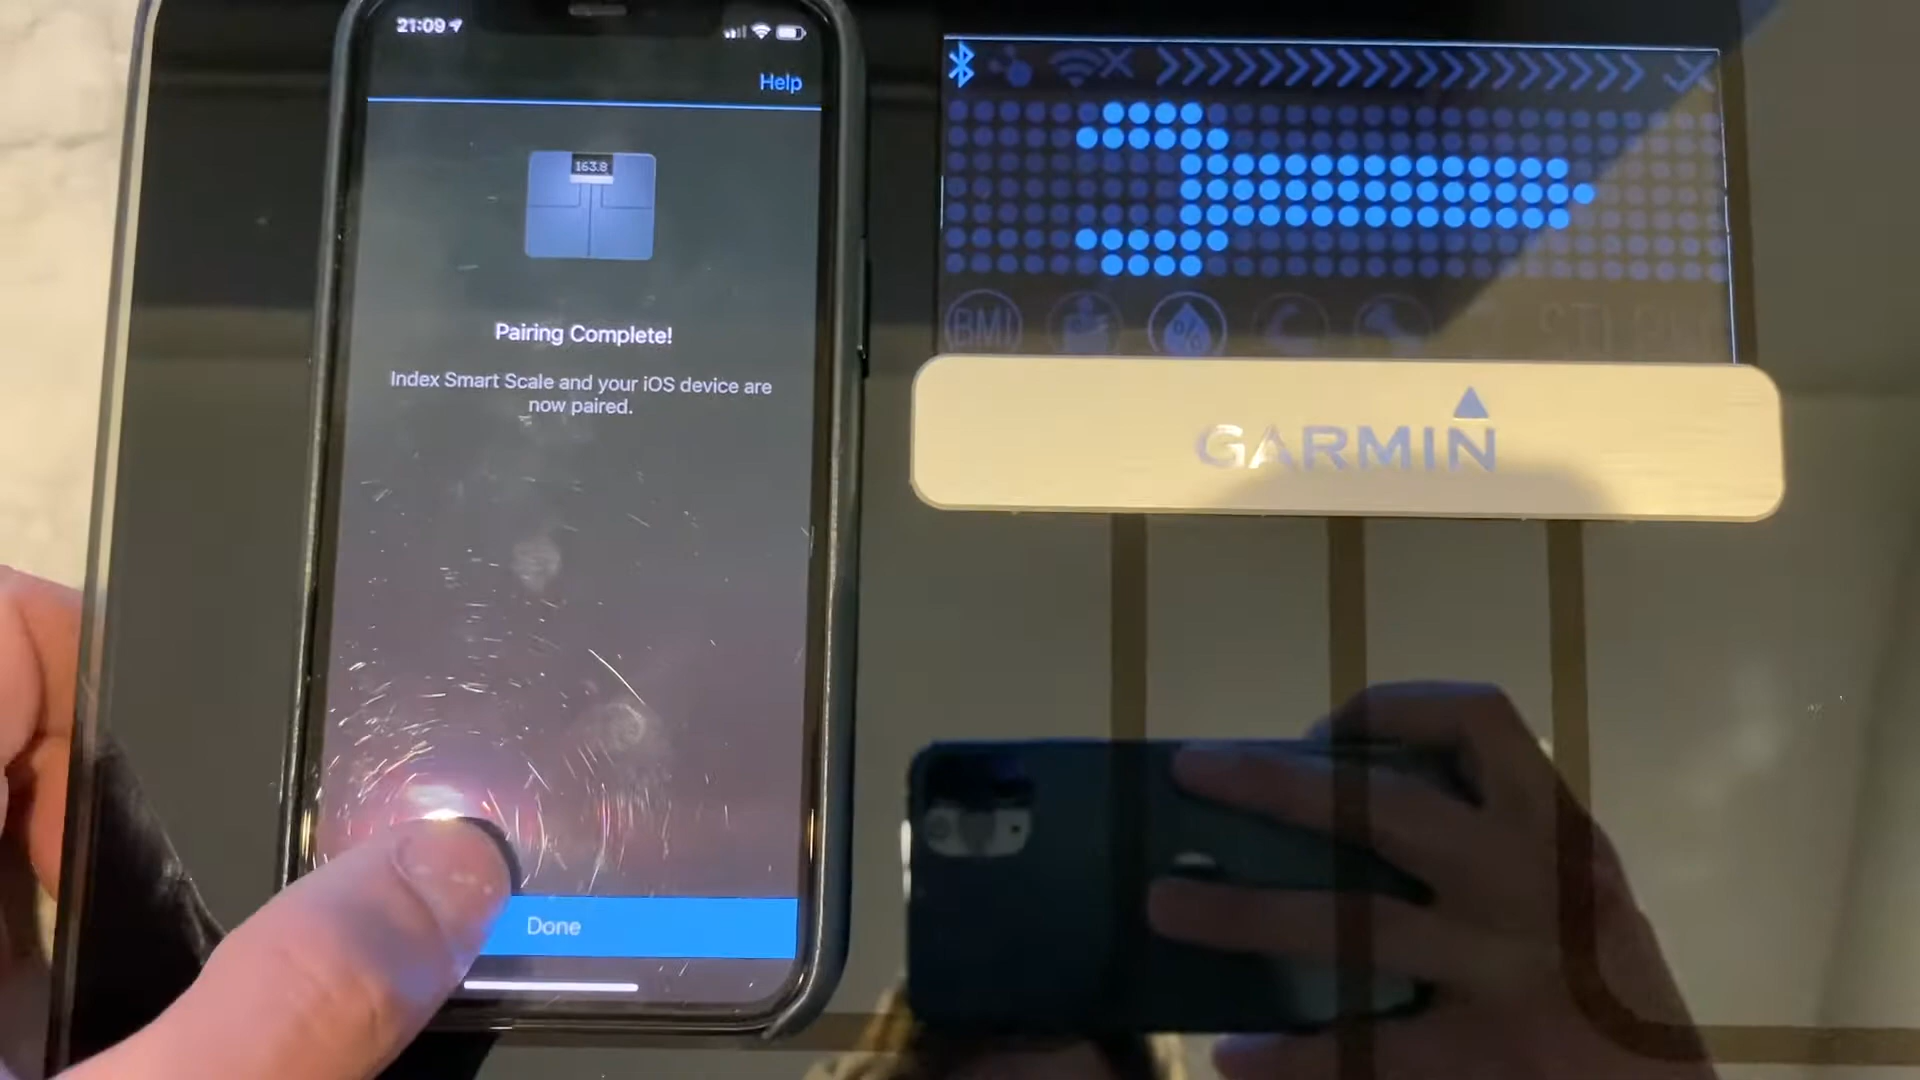 21:09
Help
163.8
Pairing Complete!
Index Smart Scale and your iOS device are
now paired.
Done
BMI
%
GARMIN